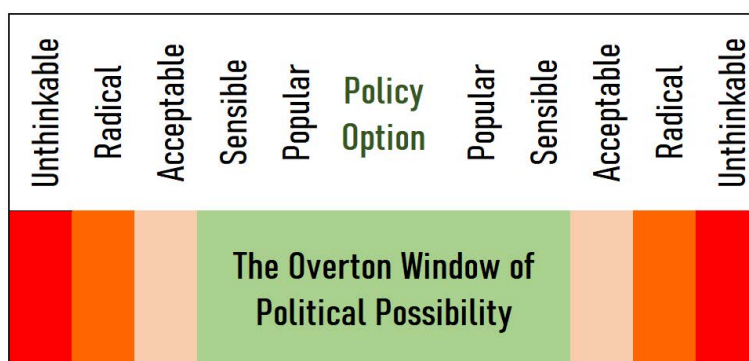 Unthinkable
Radical
Acceptable
Sensible
Popular
Policy
Option
Popular
Sensible
Acceptable
Radical
Unthinkable
The Overton Window of
Political Possibility